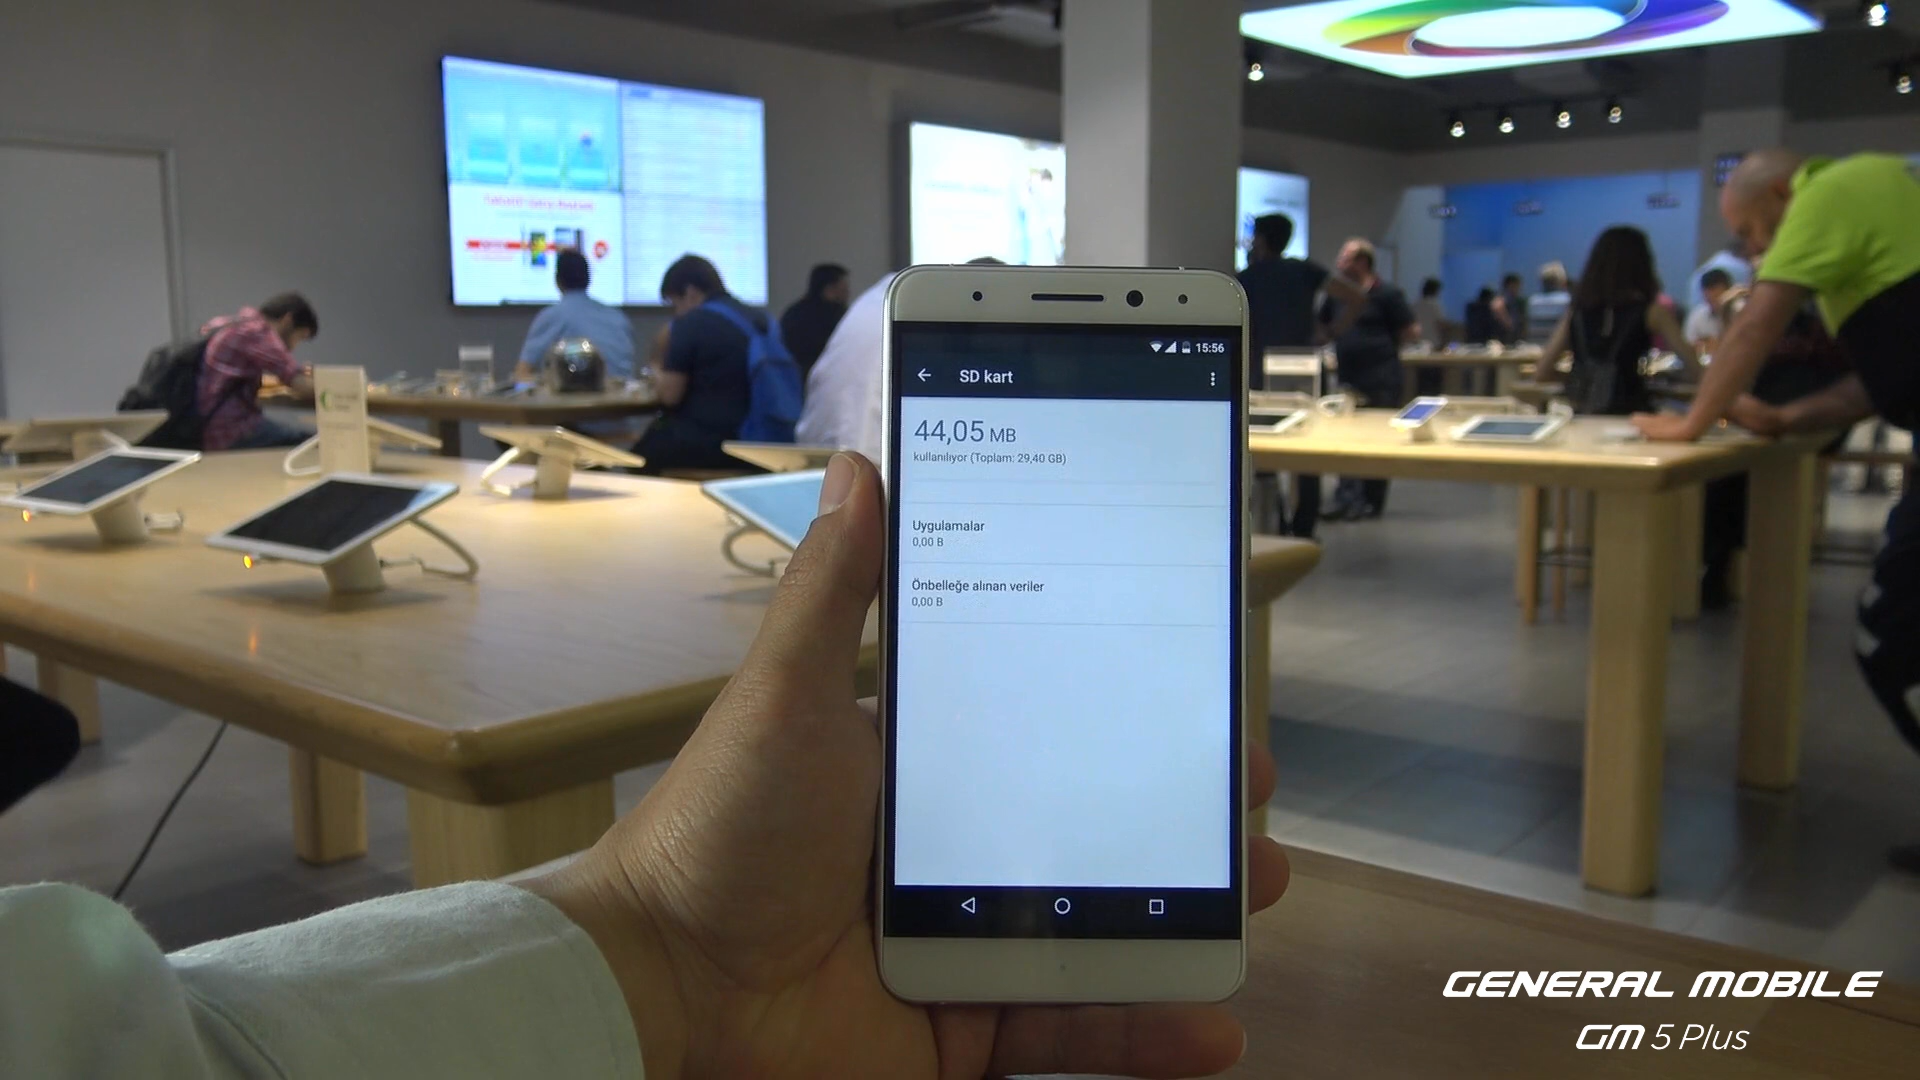 15:56
SD kart
44,05 MB
kullanılıyor (Toplam: 29,40 GB)
Uygulamalar
0,00 B
Önbelleğe alınan veriler
0,00 B
GENERAL MOBILE
GM 5 Plus